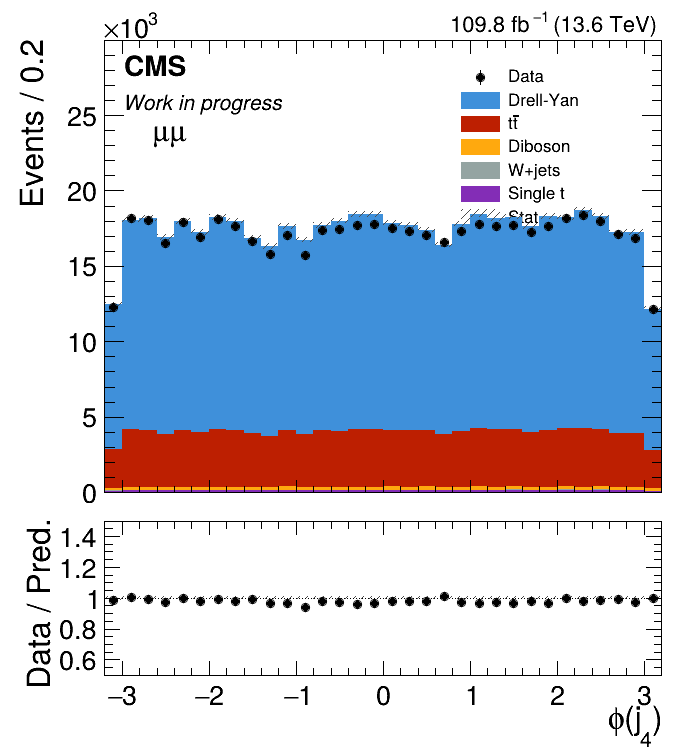 ×10³
109.8 fb⁻¹ (13.6 TeV)
CMS
Work in progress
μμ
Data
Drell-Yan
tt̄
Diboson
W+jets
Single t
Stat
Events / 0.2
25
20
15
10
5
0
Data / Pred.
1.4
1.2
1
0.8
0.6
−3 −2 −1 0 1 2 3
ϕ(j₄)